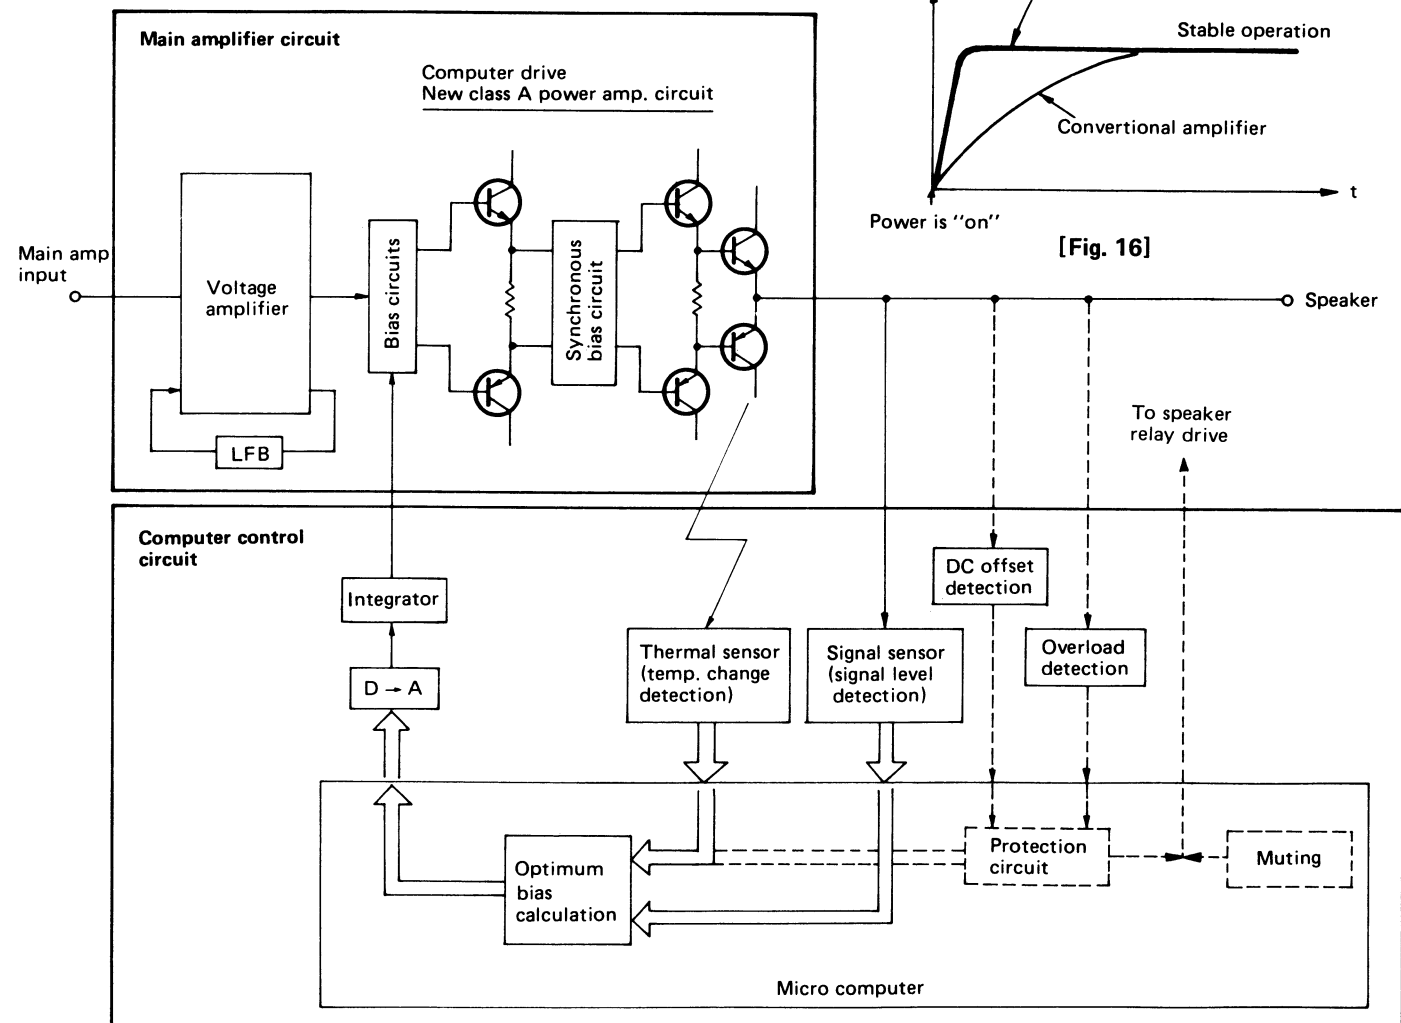 Main amplifier circuit
Computer drive
New class A power amp. circuit
Stable operation
Convertional amplifier
t
Power is "on"
[Fig. 16]
Main amp
input
Voltage
amplifier
Bias circuits
Synchronous
bias circuit
Speaker
LFB
To speaker
relay drive
Computer control
circuit
Integrator
D → A
Thermal sensor
(temp. change
detection)
Signal sensor
(signal level
detection)
DC offset
detection
Overload
detection
Optimum
bias
calculation
Protection
circuit
Muting
Micro computer